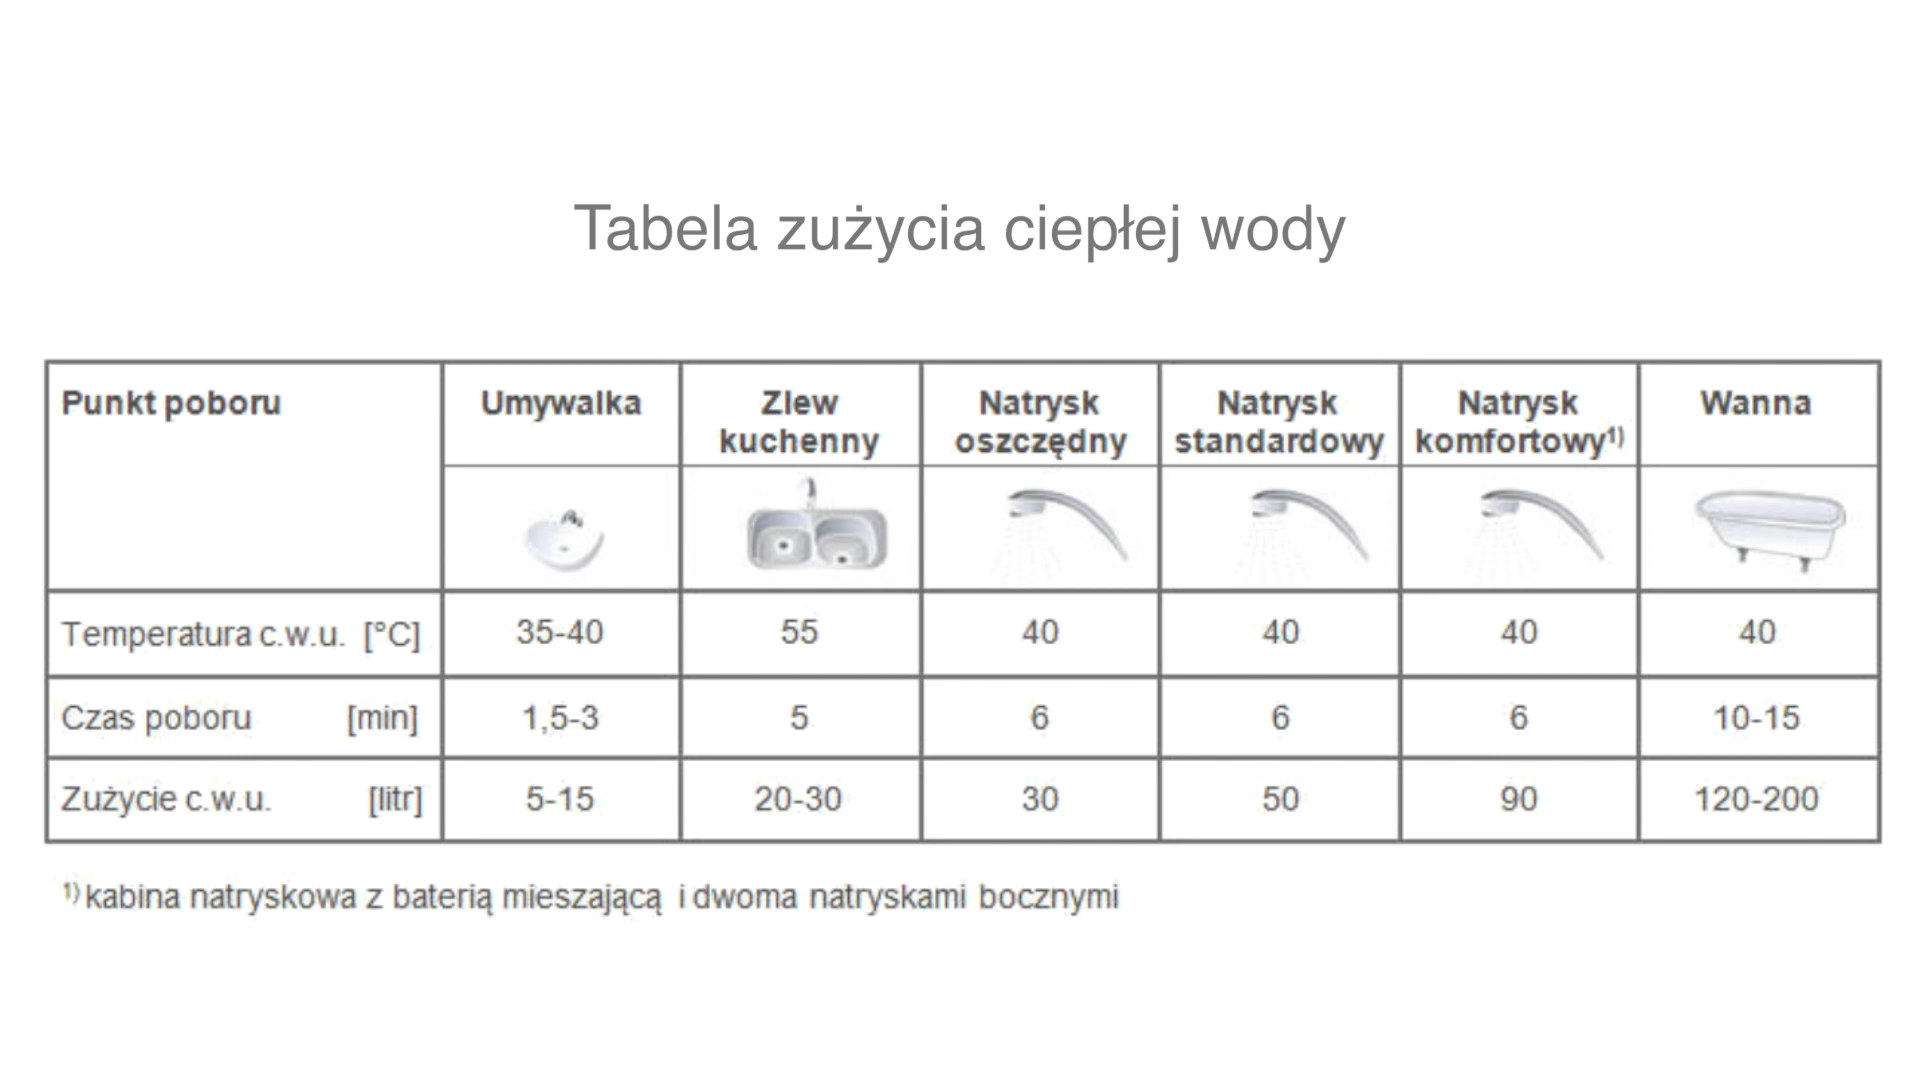 Tabela zużycia ciepłej wody
Punkt poboru Umywalka Zlew kuchenny Natrysk oszczędny Natrysk standardowy Natrysk komfortowy¹⁾ Wanna
Temperatura c.w.u. [°C] 35-40 55 40 40 40 40
Czas poboru [min] 1,5-3 5 6 6 6 10-15
Zużycie c.w.u. [litr] 5-15 20-30 30 50 90 120-200
¹⁾ kabina natryskowa z baterią mieszającą i dwoma natryskami bocznymi